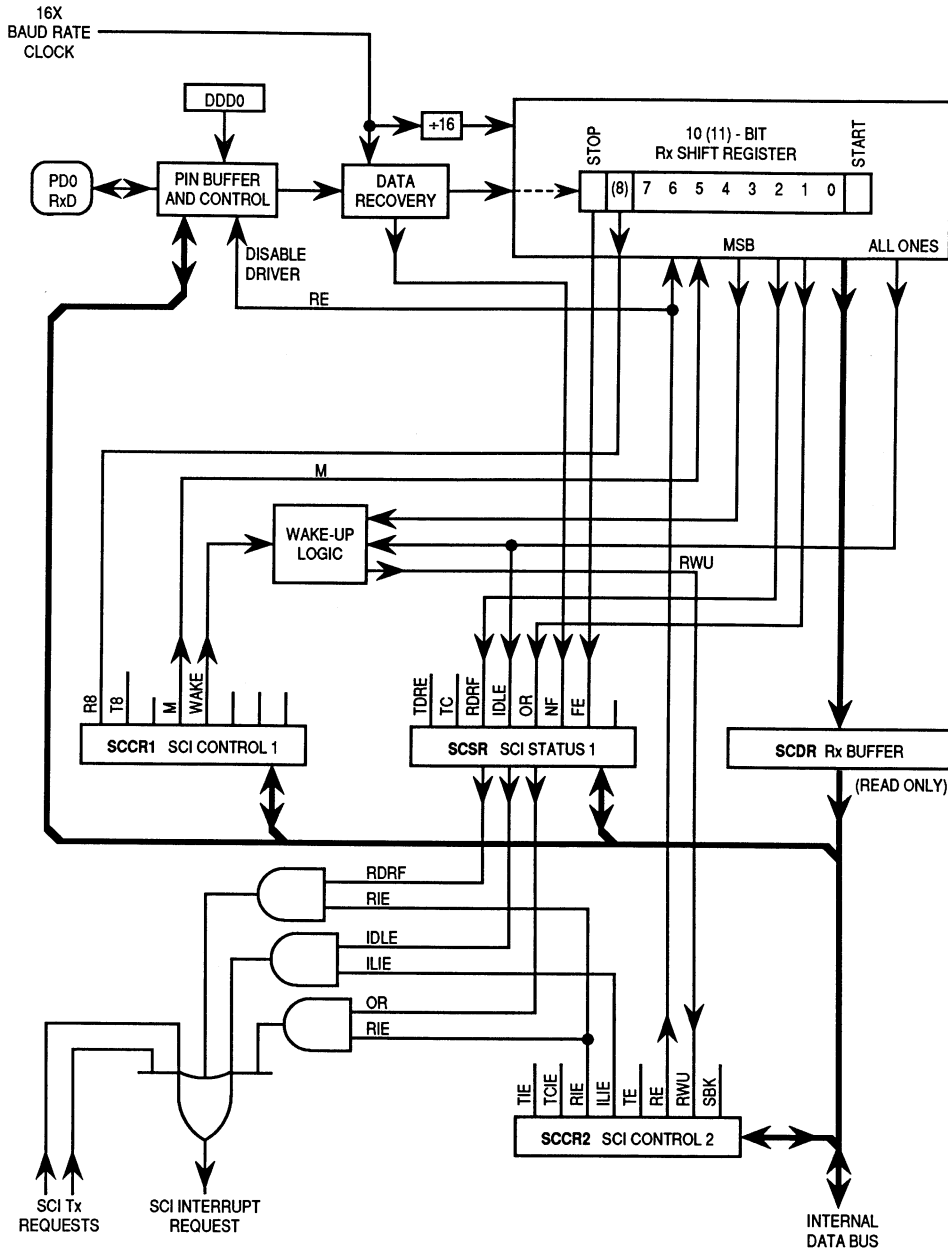 16X
BAUD RATE
CLOCK
DDD0
÷16
10 (11) - BIT
Rx SHIFT REGISTER
STOP
START
(8) 7 6 5 4 3 2 1 0
PD0
RxD
PIN BUFFER
AND CONTROL
DATA
RECOVERY
DISABLE
DRIVER
MSB
ALL ONES
RE
M
WAKE-UP
LOGIC
RWU
R8
T8
M
WAKE
TDRE
TC
RDRF
IDLE
OR
NF
FE
SCCR1 SCI CONTROL 1
SCSR SCI STATUS 1
SCDR Rx BUFFER
(READ ONLY)
RDRF
RIE
IDLE
ILIE
OR
RIE
TIE
TCIE
RIE
ILIE
TE
RE
RWU
SBK
SCCR2 SCI CONTROL 2
SCI Tx
REQUESTS
SCI INTERRUPT
REQUEST
INTERNAL
DATA BUS